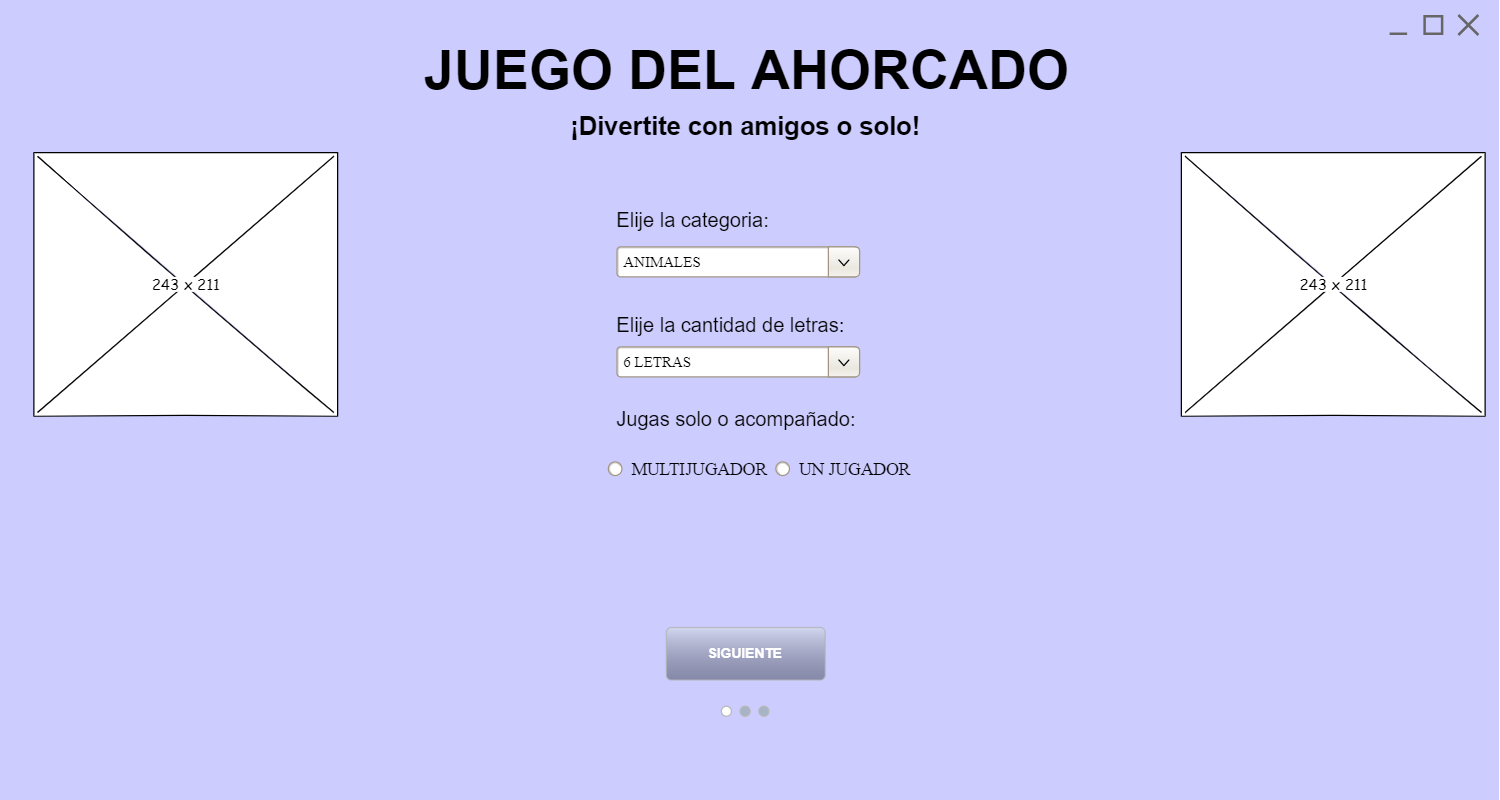 JUEGO DEL AHORCADO
¡Divertite con amigos o solo!
243 x 211
243 x 211
Elije la categoria:
ANIMALES
Elije la cantidad de letras:
6 LETRAS
Jugas solo o acompañado:
MULTIJUGADOR UN JUGADOR
SIGUIENTE